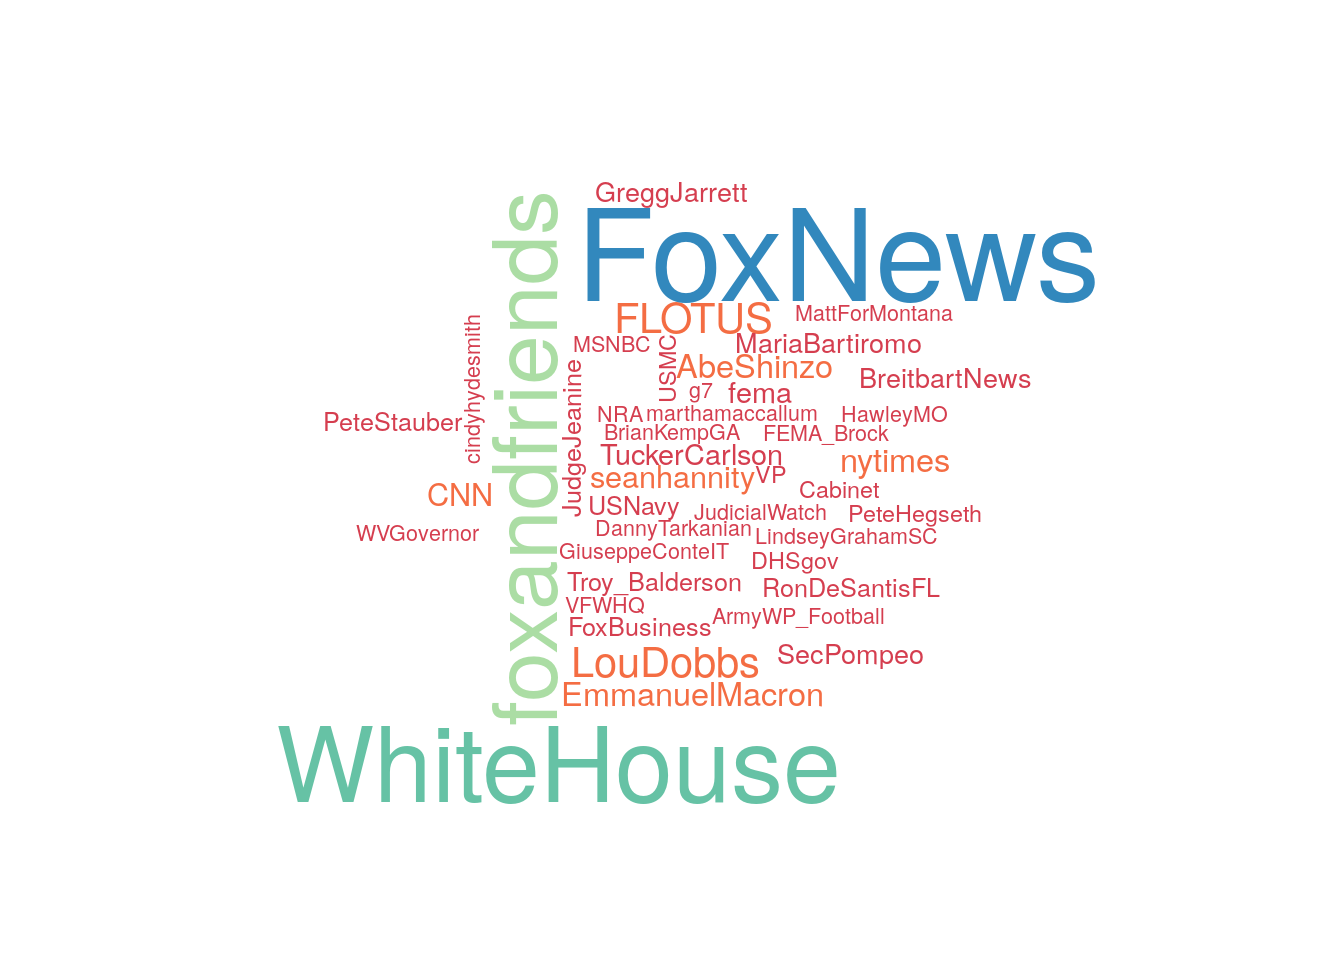 GreggJarrett
FoxNews
foxandfriends
FLOTUS
MattForMontana
cindyhydesmith
MSNBC
USMC
MariaBartiromo
AbeShinzo
JudgeJeanine
BreitbartNews
g7
fema
PeteStauber
NRA
marthamaccallum
HawleyMO
BrianKempGA
FEMA_Brock
TuckerCarlson
nytimes
seanhannity
VP
CNN
Cabinet
USNavy
JudicialWatch
PeteHegseth
WVGovernor
DannyTarkanian
LindseyGrahamSC
GiuseppeConteIT
DHSgov
Troy_Balderson
RonDeSantisFL
VFWHQ
ArmyWP_Football
FoxBusiness
LouDobbs
SecPompeo
EmmanuelMacron
WhiteHouse